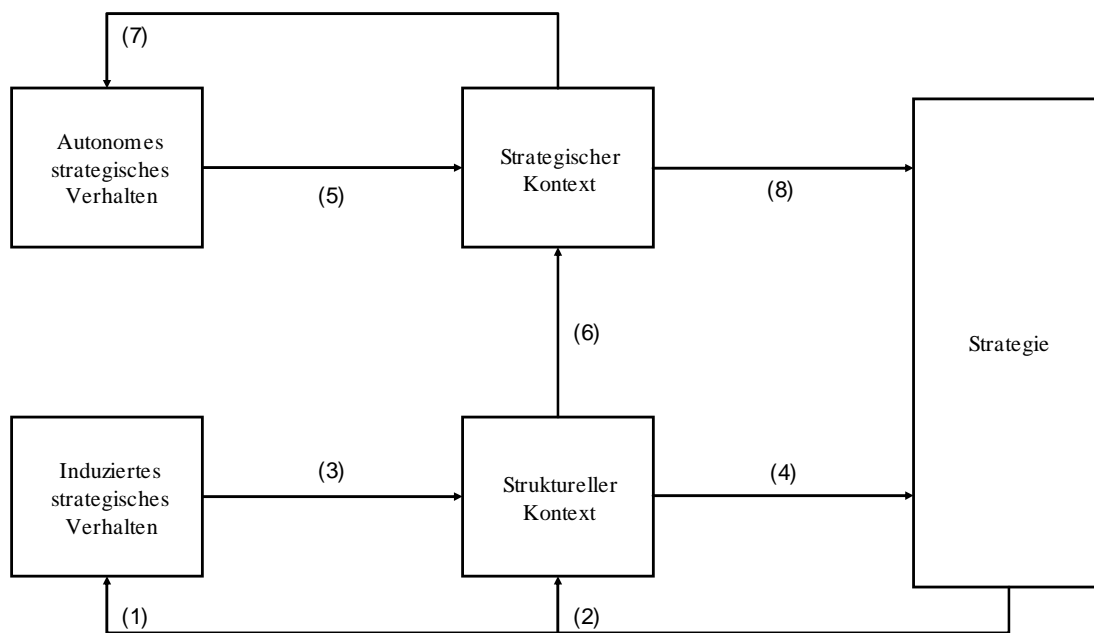 (7)
Autonomes
strategisches
Verhalten
(5)
Strategischer
Kontext
(8)
(6)
Strategie
Induziertes
strategisches
Verhalten
(3)
Struktureller
Kontext
(4)
(1)
(2)